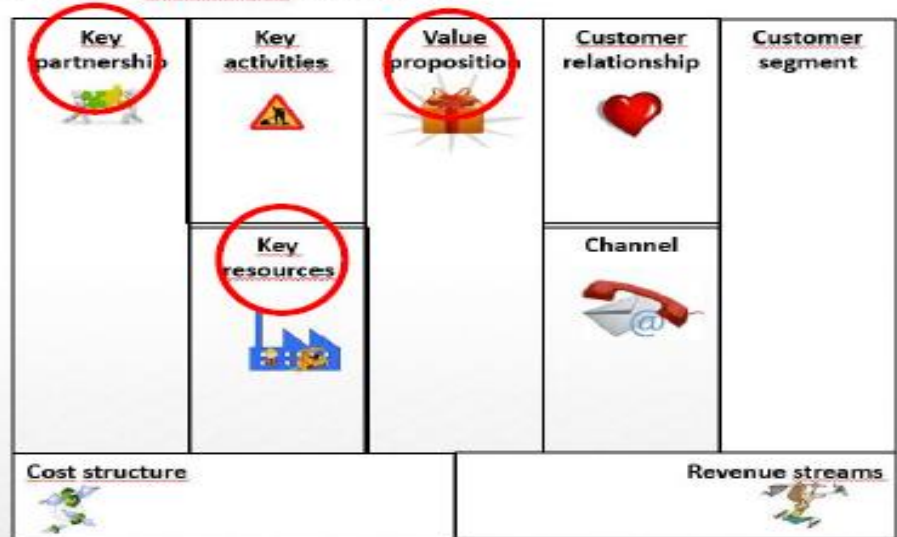 Key
partnership
Key
activities
Value
proposition
Customer
relationship
Customer
segment
Key
resources
Channel
@
Cost structure
Revenue streams